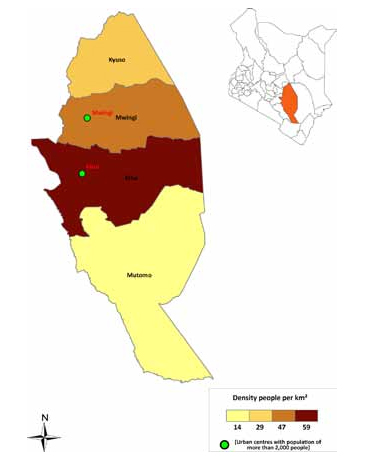 Kyuso
Mwingi
Mwingi
Kitui
Kitui
Mutomo
N
Density people per km²
14 29 47 59
[Urban centres with population of
more than 2,000 people]